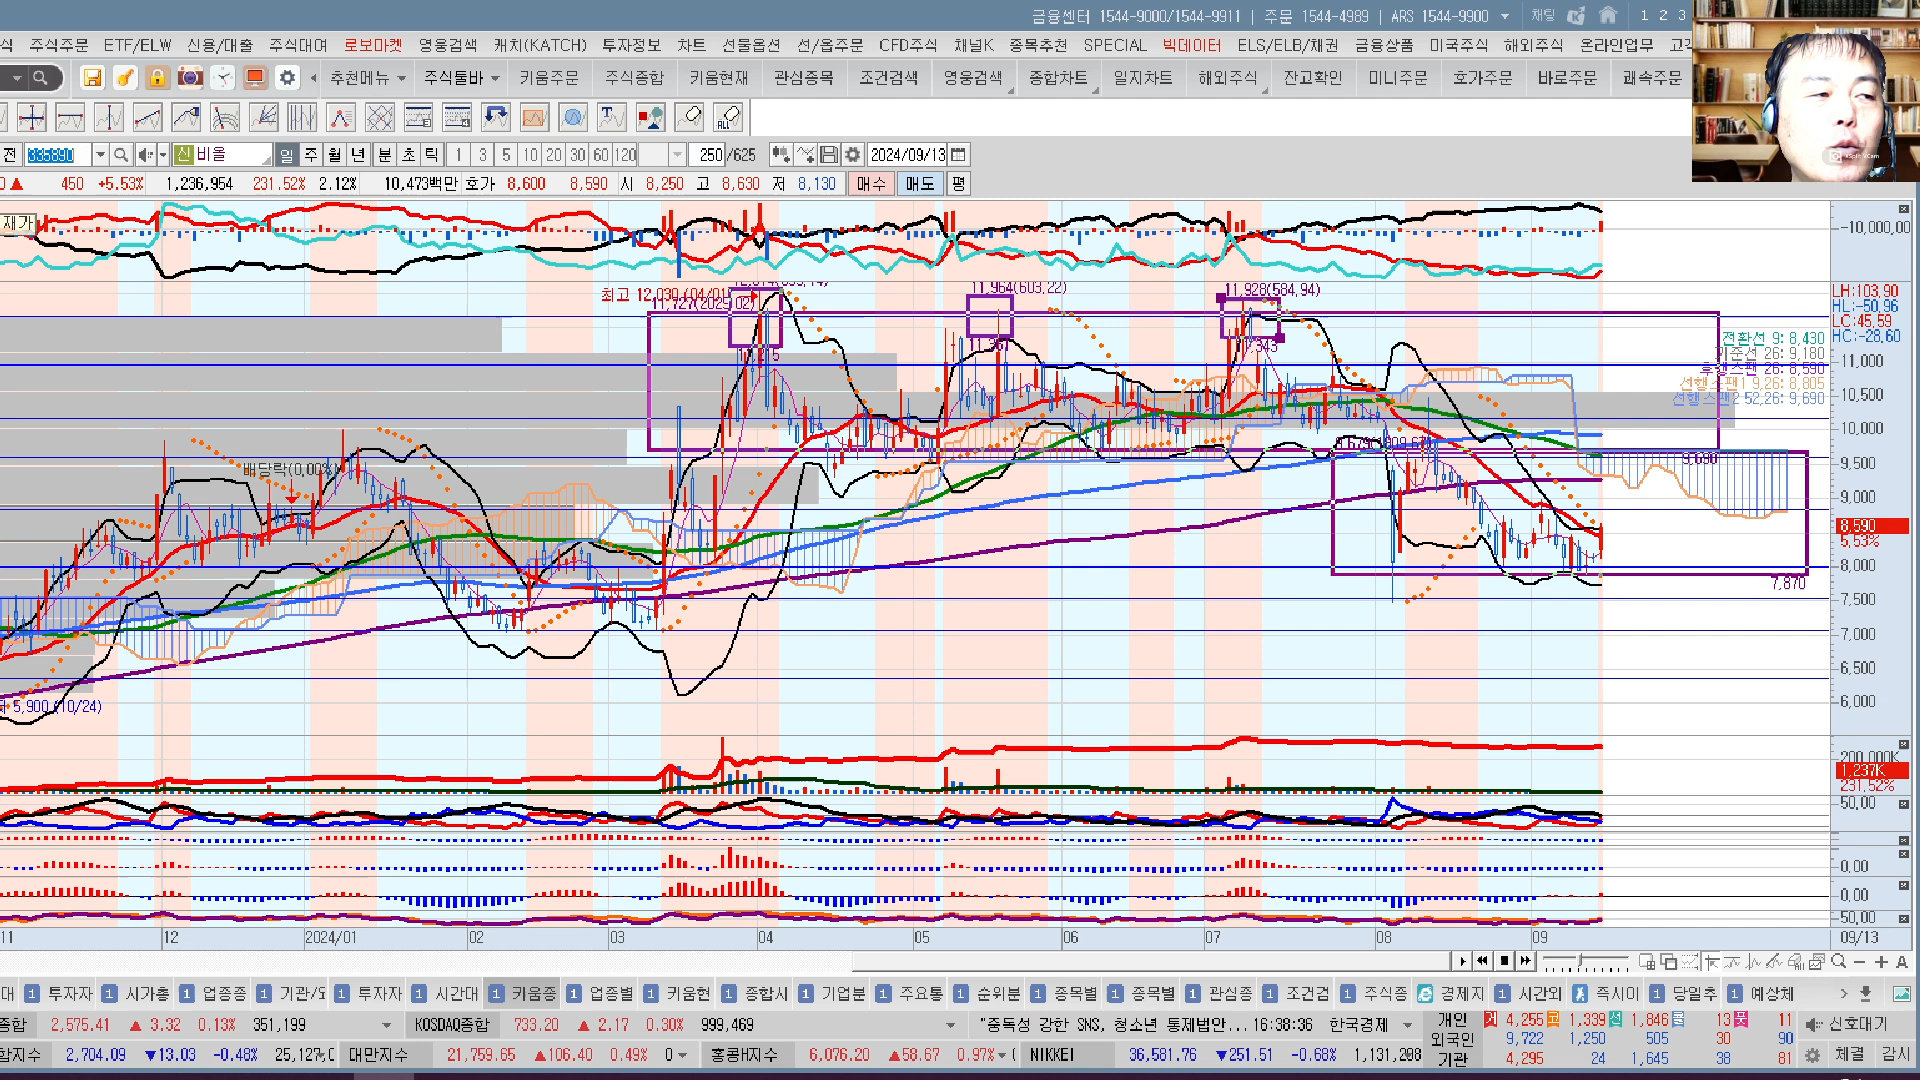 금융센터 1544-9000/1544-9911 | 주문 1544-4989 | ARS 1544-9900 채팅 1 2 3
식 주식주문 ETF/ELW 신용/대출 주식대여 로보마켓 영웅검색 캐치(KATCH) 투자정보 차트 선물옵션 선/옵주문 CFD주식 채널K 종목추천 SPECIAL 빅데이터 ELS/ELB/채권 금융상품 미국주식 해외주식 온라인업무 고객
추천메뉴 주식툴바 키움주문 주식종합 키움현재 관심종목 조건검색 영웅검색 종합차트 일지차트 해외주식 잔고확인 미니주문 호가주문 바로주문 쾌속주문
ALL
전 335890 신 비올 일 주 월 년 분 초 틱 1 3 5 10 20 30 60 120 250 /625 2024/09/13
0 ▲ 450 +5.53% 1,236,954 231.52% 2.12% 10,473백만 호가 8,600 8,590 시 8,250 고 8,630 저 8,130 매수 매도 평
재가
-10,000,00
최고 12,030 (04/01)
11,964(603,22)
11,928(584,94)
LH:103,90
HL:-50,96
LC:45,59
HC:-28,60
전환선 9: 8,430
기준선 26: 9,180
후행스팬 26: 8,590
선행스팬1 9,26: 8,805
선행스팬2 52,26: 9,690
11,000
10,500
10,000
9,500
9,000
8,590
5,53%
8,000
7,500
7,000
6,500
6,000
배당락(0,00%)
9,690
7,870
5,900 (10/24)
200,000K
1,237K
231,52%
50,00
0,00
0,00
50,00
11 12 2024/01 02 03 04 05 06 07 08 09 09/13
대 1 투자자 1 시가총 1 업종종 1 기관/외 1 투자자 1 시간대 1 키움증 1 업종별 1 키움현 1 종합시 1 기업분 1 주요통 1 순위분 1 종목별 1 종목별 1 관심종 1 조건검 1 주식종 경제지 1 시간외 즉시미 1 당일추 1 예상체
종합 2,575.41 ▲ 3.32 0.13% 351,199 KOSDAQ종합 733.20 ▲ 2.17 0.30% 999,469 "중독성 강한 SNS, 청소년 통제법안... 16:38:36 한국경제 개인 4,255 1,339 1,846 13 11 신호대기
합지수 2,704.09 ▼13.03 -0.48% 대만지수 21,759.65 ▲106.40 0.49% 0 홍콩H지수 6,076.20 ▲58.67 0.97% NIKKEI 36,581.76 ▼251.51 -0.68% 1,131,208 외국인 9,722 1,250 505 30 90 체결 감시
기관 4,295 24 1,645 38 81